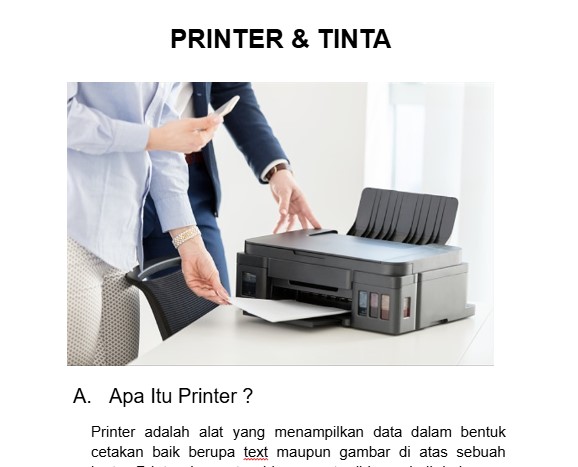 PRINTER & TINTA
A. Apa Itu Printer ?
Printer adalah alat yang menampilkan data dalam bentuk
cetakan baik berupa text maupun gambar di atas sebuah